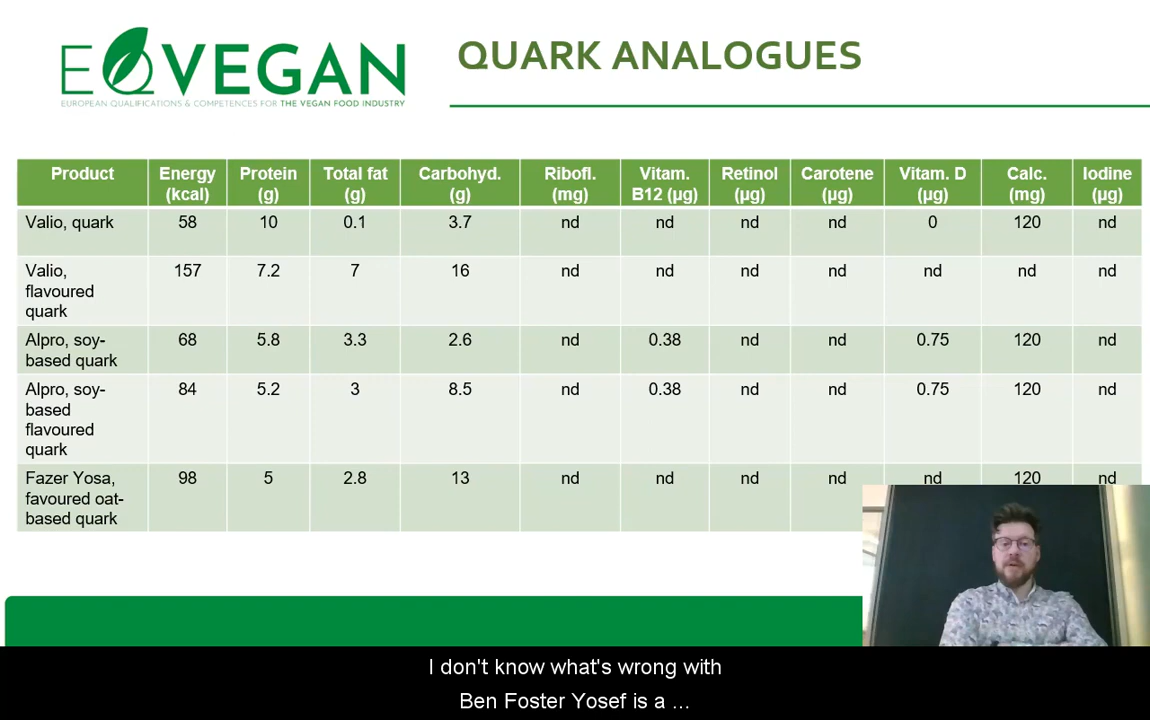 EQVEGAN
EUROPEAN QUALIFICATIONS & COMPETENCES FOR THE VEGAN FOOD INDUSTRY
QUARK ANALOGUES
Product Energy (kcal) Protein (g) Total fat (g) Carbohyd. (g) Ribofl. (mg) Vitam. B12 (µg) Retinol (µg) Carotene (µg) Vitam. D (µg) Calc. (mg) Iodine (µg)
Valio, quark 58 10 0.1 3.7 nd nd nd nd 0 120 nd
Valio, flavoured quark 157 7.2 7 16 nd nd nd nd nd nd nd
Alpro, soy-based quark 68 5.8 3.3 2.6 nd 0.38 nd nd 0.75 120 nd
Alpro, soy-based flavoured quark 84 5.2 3 8.5 nd 0.38 nd nd 0.75 120 nd
Fazer Yosa, favoured oat-based quark 98 5 2.8 13 nd nd nd nd nd 120 nd
I don't know what's wrong with
Ben Foster Yosef is a ...